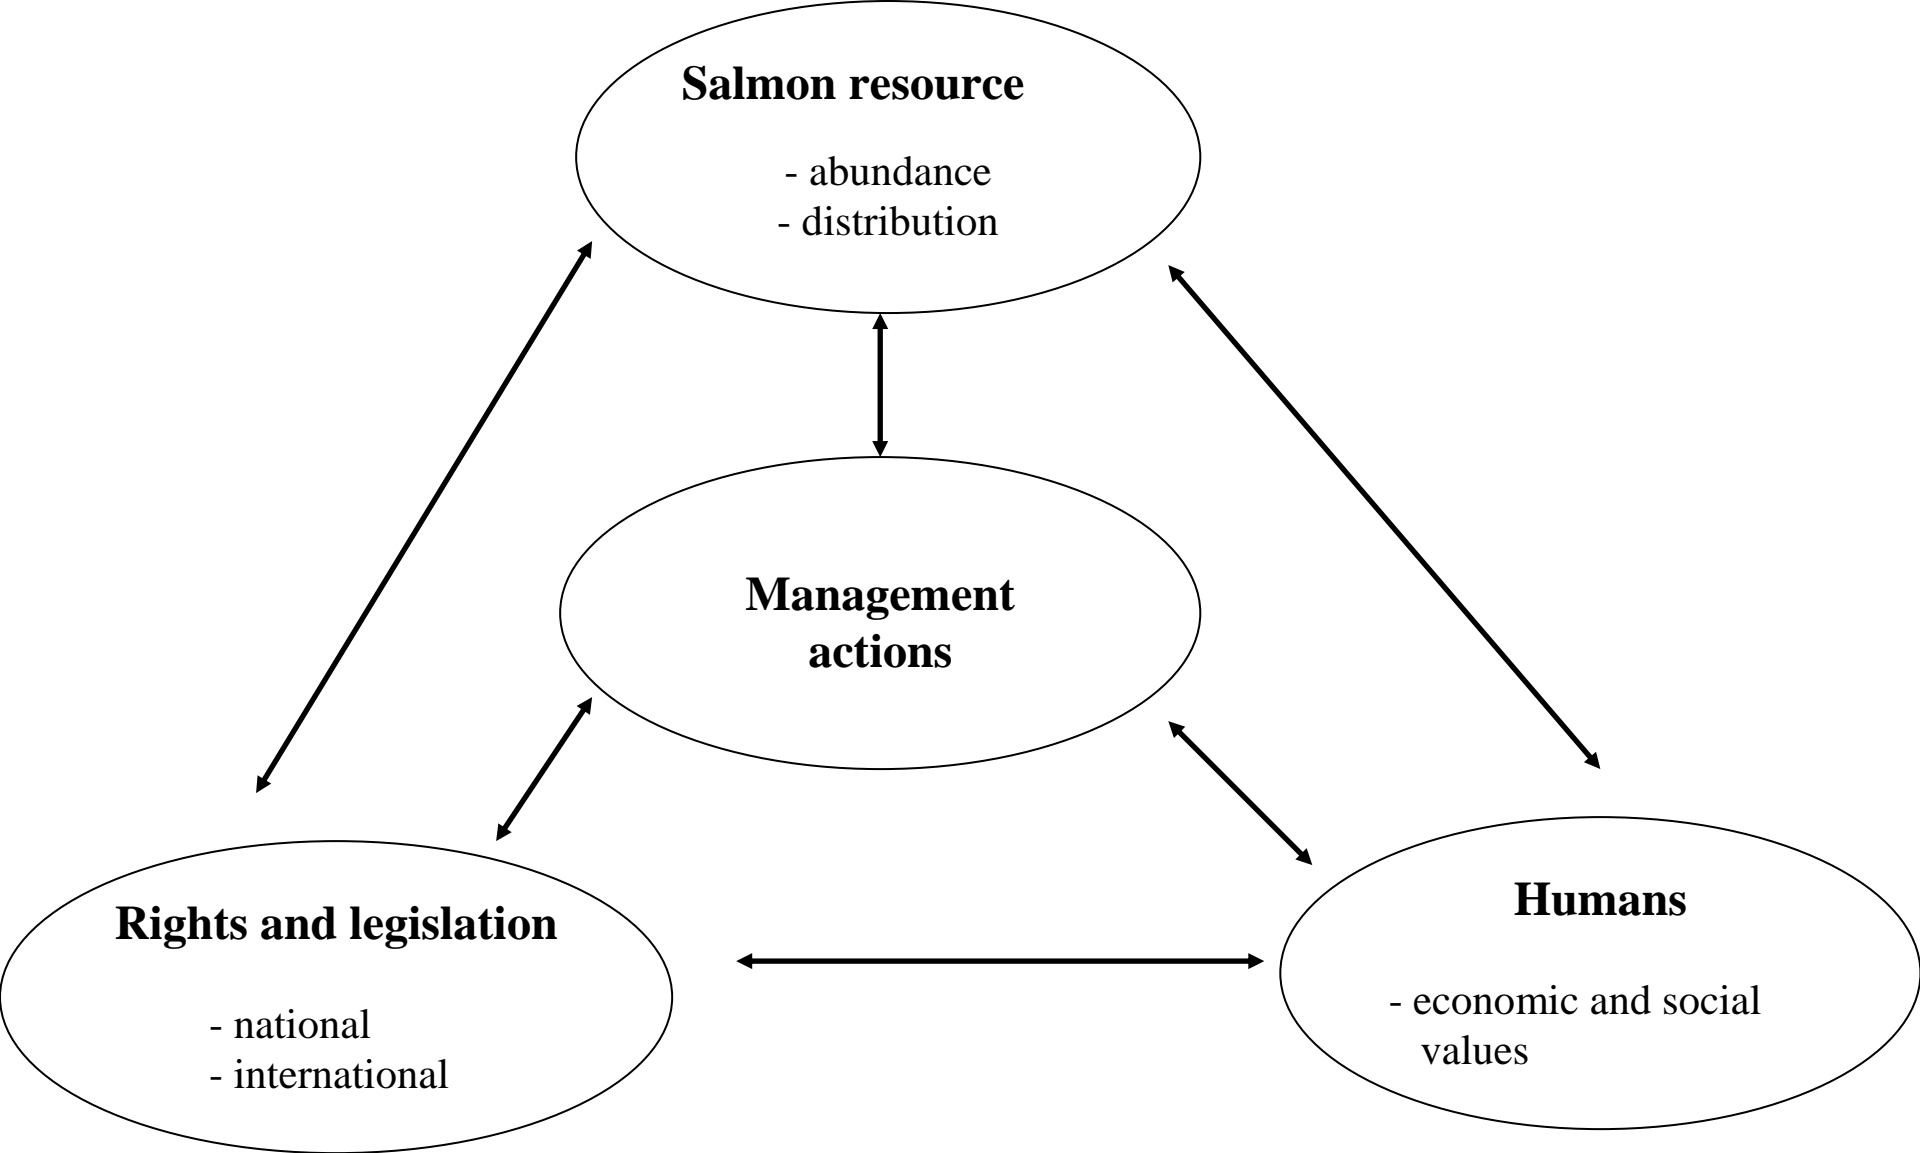 Salmon resource
- abundance
- distribution
Management
actions
Rights and legislation
- national
- international
Humans
- economic and social
values